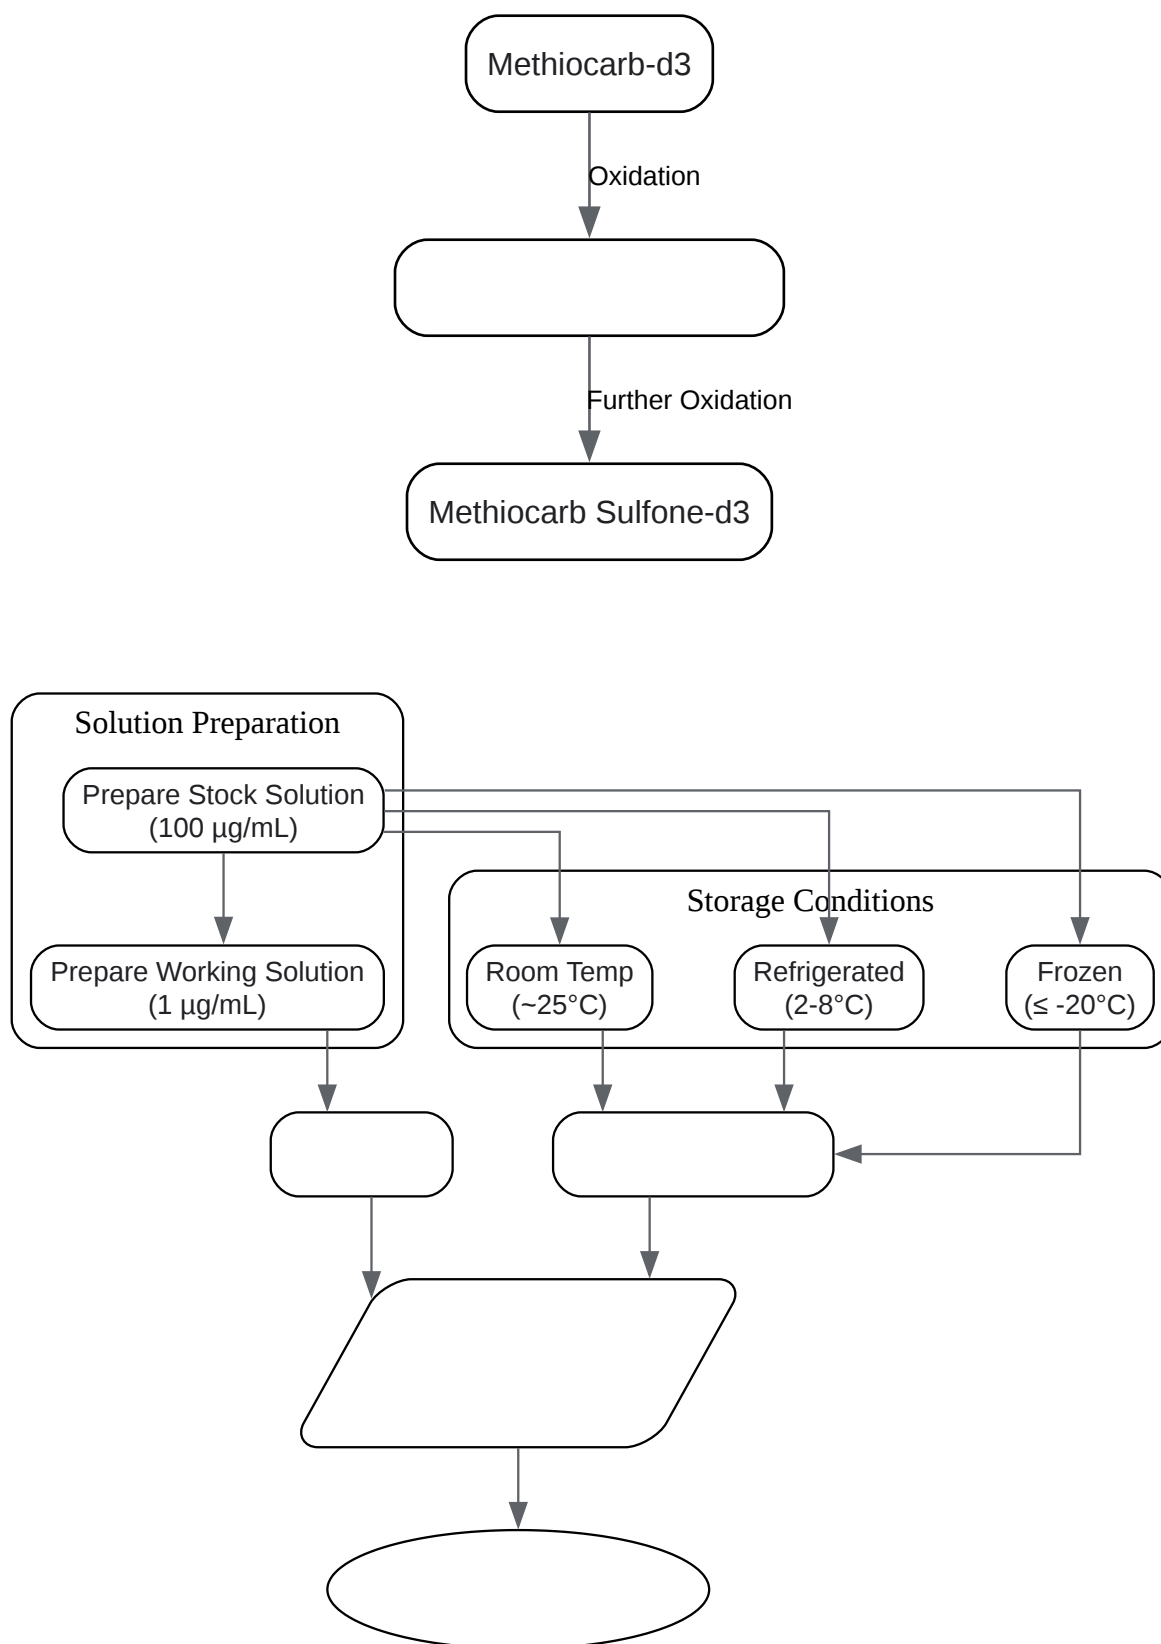 Methiocarb-d3
Oxidation
Further Oxidation
Methiocarb Sulfone-d3
Solution Preparation
Prepare Stock Solution
(100 µg/mL)
Storage Conditions
Prepare Working Solution
(1 µg/mL)
Room Temp
(~25°C)
Refrigerated
(2-8°C)
Frozen
(≤ -20°C)